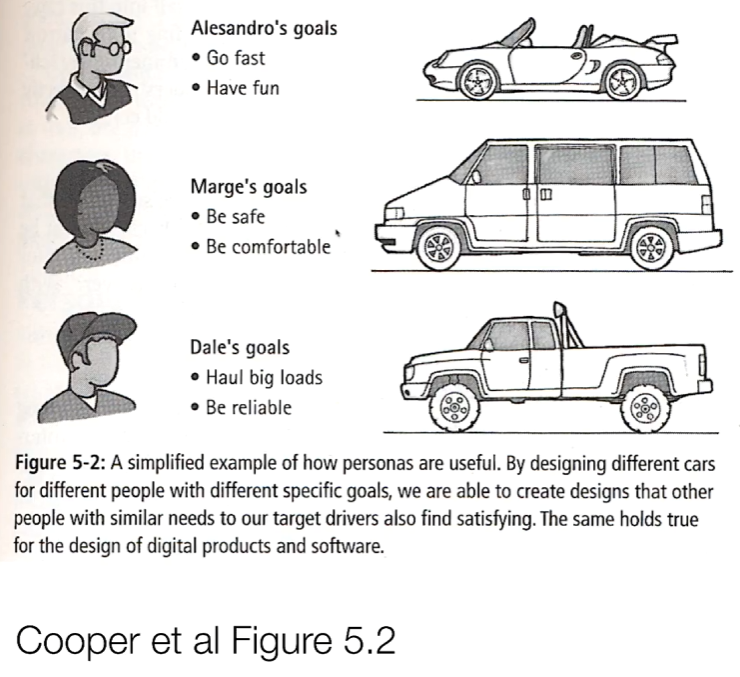 Alesandro's goals
• Go fast
• Have fun
Marge's goals
• Be safe
• Be comfortable
Dale's goals
• Haul big loads
• Be reliable
Figure 5-2: A simplified example of how personas are useful. By designing different cars
for different people with different specific goals, we are able to create designs that other
people with similar needs to our target drivers also find satisfying. The same holds true
for the design of digital products and software.
Cooper et al Figure 5.2